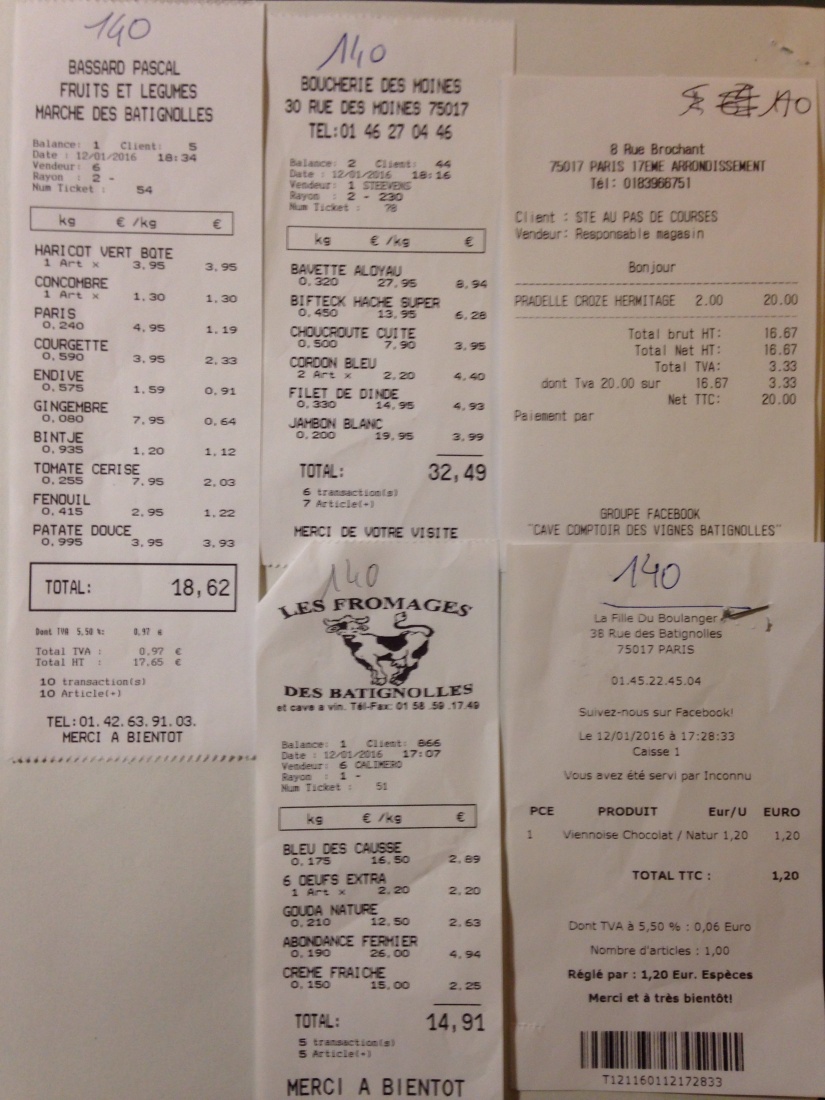 140
BASSARD PASCAL
FRUITS ET LEGUMES
MARCHE DES BATIGNOLLES
Balance: 1 Client: 5
Date : 12/01/2016 18:34
Vendeur: 6
Rayon : 2 -
Num Ticket : 54
kg € /kg €
HARICOT VERT BOTE
1 Art × 3,95 3,95
CONCOMBRE
1 Art × 1,30 1,30
PARIS
0,240 4,95 1,19
COURGETTE
0,590 3,95 2,33
ENDIVE
0,575 1,59 0,91
GINGEMBRE
0,080 7,95 0,64
BINTJE
0,935 1,20 1,12
TOMATE CERISE
0,255 7,95 2,03
FENOUIL
0,415 2,95 1,22
PATATE DOUCE
0,995 3,95 3,93
TOTAL: 18,62
Dont TVA 5,50 %: 0,97 €
Total TVA : 0,97 €
Total HT : 17,65 €
10 transaction(s)
10 Article(-)
TEL:01.42.63.91.03.
MERCI A BIENTOT
140
BOUCHERIE DES MOINES
30 RUE DES MOINES 75017
TEL:01 46 27 04 46
Balance: 2 Client: 44
Date : 12/01/2016 18:16
Vendeur : 1 STEEVENS
Rayon : 2 - 230
Num Ticket : 78
kg € /kg €
BAVETTE ALOYAU
0,320 27,95 8,94
BIFTECK HACHE SUPER
0,450 13,95 6,28
CHOUCROUTE CUITE
0,500 7,90 3,95
CORDON BLEU
2 Art × 2,20 4,40
FILET DE DINDE
0,330 14,95 4,93
JAMBON BLANC
0,200 19,95 3,99
TOTAL: 32,49
6 transaction(s)
7 Article(-)
MERCI DE VOTRE VISITE
140
8 Rue Brochant
75017 PARIS 17EME ARRONDISSEMENT
Tél: 0183966751
Client : STE AU PAS DE COURSES
Vendeur: Responsable magasin
Bonjour
PRADELLE CROZE HERMITAGE 2.00 20.00
Total brut HT: 16.67
Total Net HT: 16.67
Total TVA: 3.33
dont Tva 20.00 sur 16.67 3.33
Net TTC: 20.00
Paiement par
GROUPE FACEBOOK
"CAVE COMPTOIR DES VIGNES BATIGNOLLES"
140
LES FROMAGES
DES BATIGNOLLES
et cave a vin. Tél-Fax: 01 58 .59 .17.49
Balance: 1 Client: 866
Date : 12/01/2016 17:07
Vendeur: 6 CALIMERO
Rayon : 1 -
Num Ticket : 51
kg € /kg €
BLEU DES CAUSSE
0,175 16,50 2,89
6 OEUFS EXTRA
1 Art × 2,20 2,20
GOUDA NATURE
0,210 12,50 2,63
ABONDANCE FERMIER
0,190 26,00 4,94
CREME FRAICHE
0,150 15,00 2,25
TOTAL: 14,91
5 transaction(s)
5 Article(-)
MERCI A BIENTOT
140
La Fille Du Boulanger
38 Rue des Batignolles
75017 PARIS
01.45.22.45.04
Suivez-nous sur Facebook!
Le 12/01/2016 à 17:28:33
Caisse 1
Vous avez été servi par Inconnu
PCE PRODUIT Eur/U EURO
1 Viennoise Chocolat / Natur 1,20 1,20
TOTAL TTC : 1,20
Dont TVA à 5,50 % : 0,06 Euro
Nombre d'articles : 1,00
Réglé par : 1,20 Eur. Espèces
Merci et à très bientôt!
T121160112172833